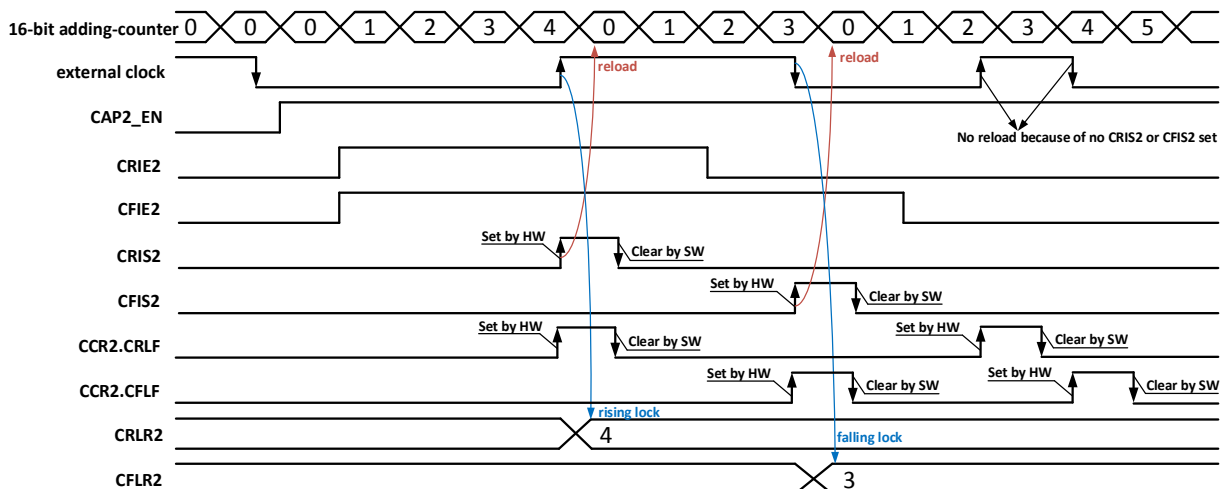 16-bit adding-counter 0 0 0 1 2 3 4 0 1 2 3 0 1 2 3 4 5
external clock reload reload
CAP2_EN
No reload because of no CRIS2 or CFIS2 set
CRIE2
CFIE2
Set by HW Clear by SW
CRIS2
Set by HW Clear by SW
CFIS2
Set by HW Clear by SW Set by HW Clear by SW
CCR2.CRLF
Set by HW Clear by SW Set by HW Clear by SW
CCR2.CFLF
rising lock
CRLR2 4
falling lock
CFLR2 3